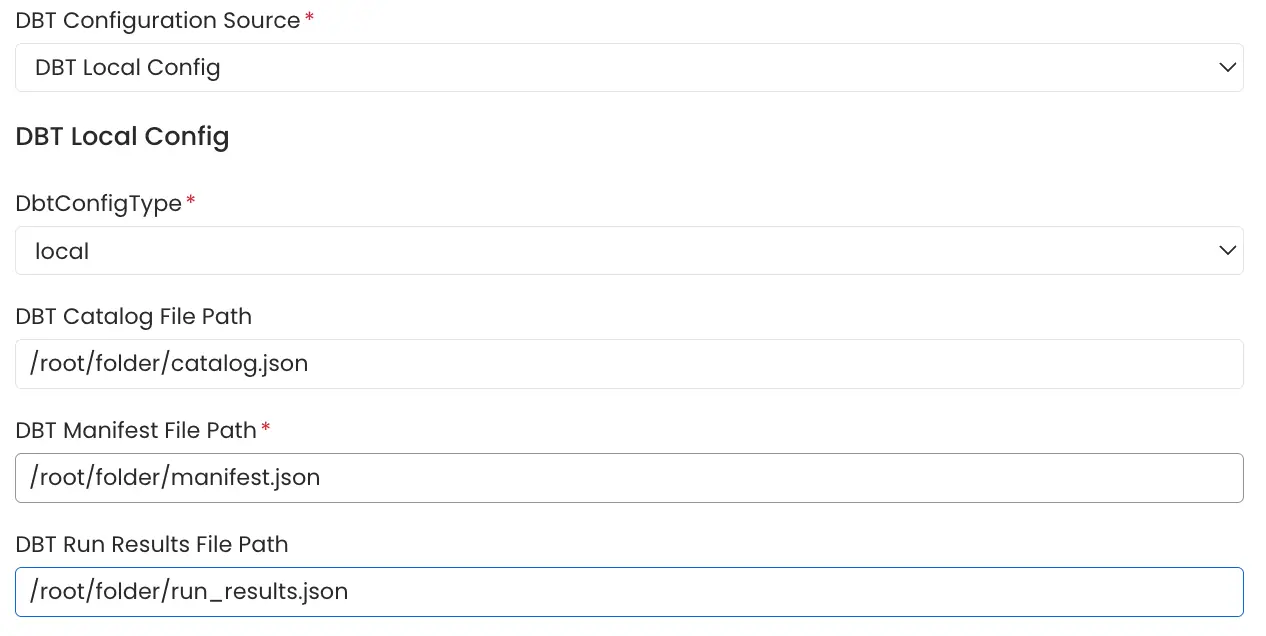 DBT Configuration Source*
DBT Local Config
DBT Local Config
DbtConfigType*
local
DBT Catalog File Path
/root/folder/catalog.json
DBT Manifest File Path*
/root/folder/manifest.json
DBT Run Results File Path
/root/folder/run_results.json